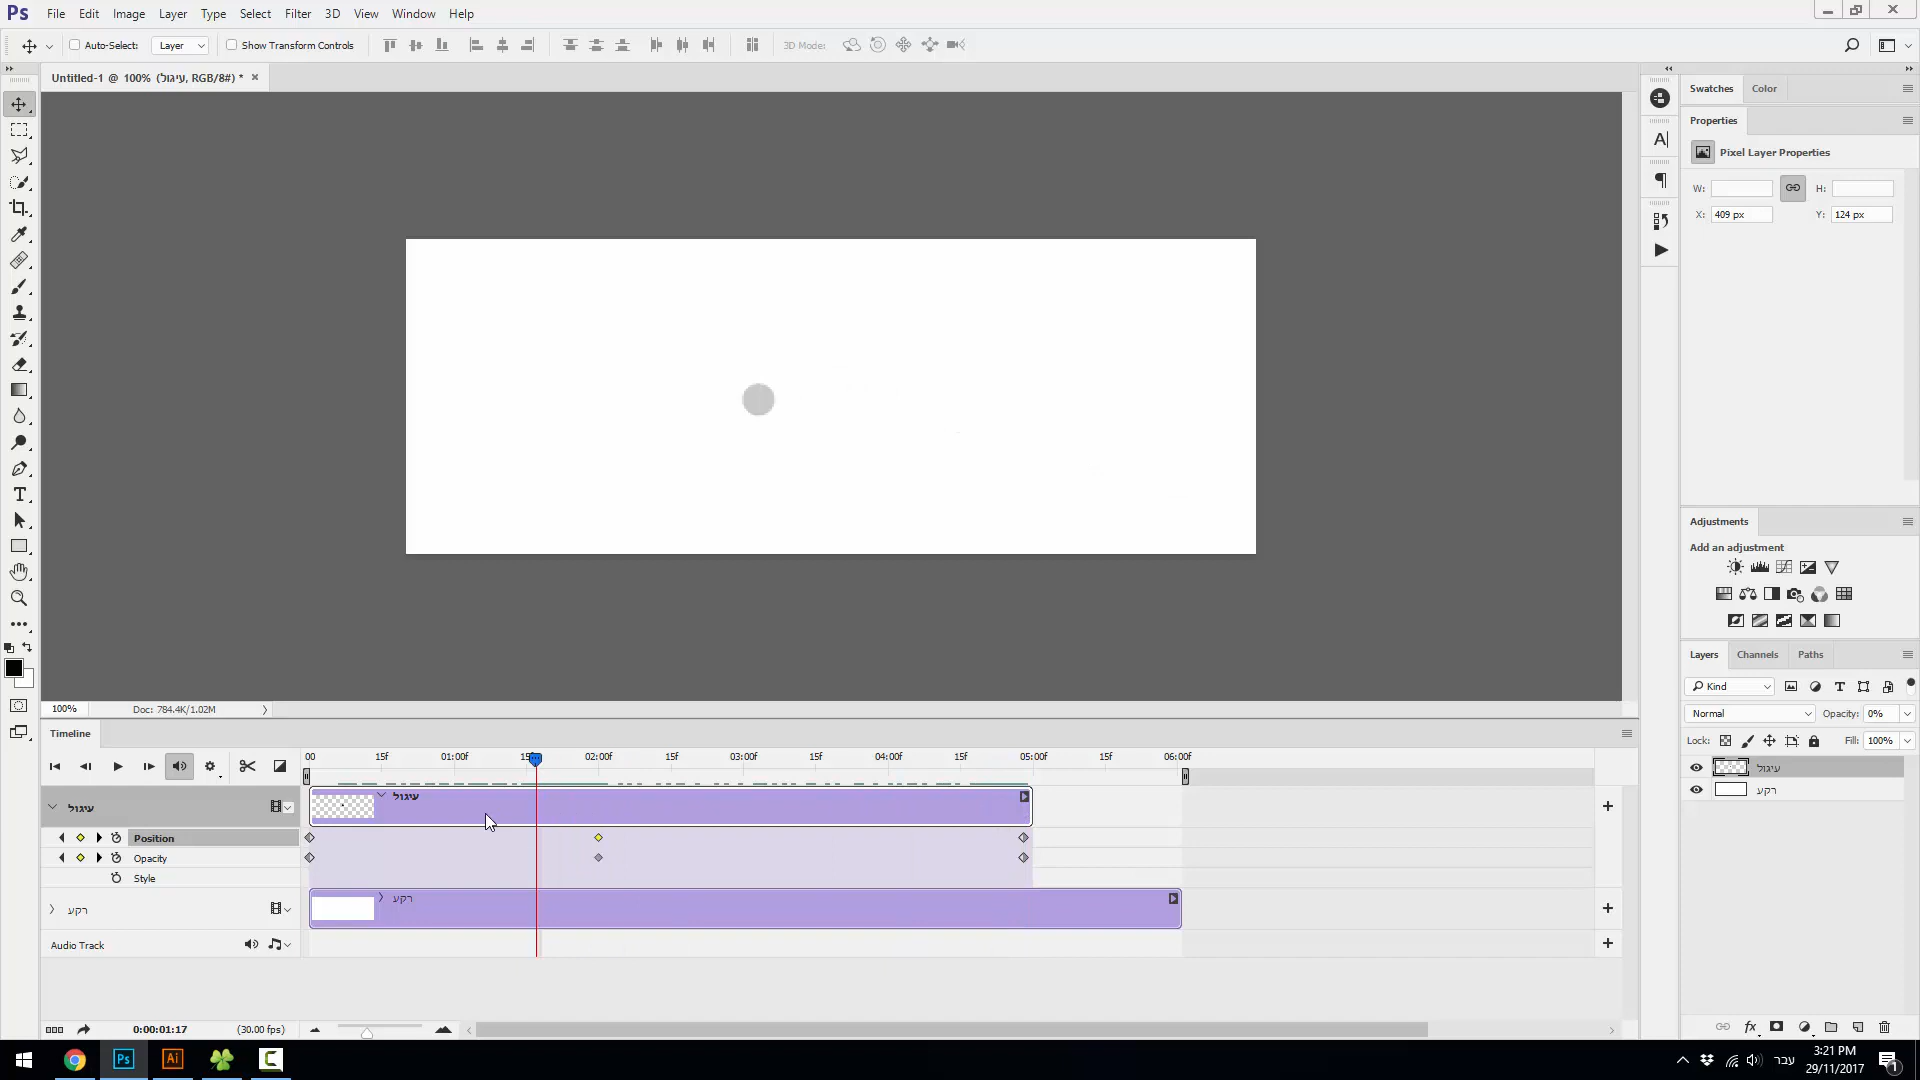 Ps File Edit Image Layer Type Select Filter 3D View Window Help
Auto-Select: Layer Show Transform Controls 3D Mode:
Untitled-1 @ 100% (עיגול, RGB/8#) *
Swatches Color
Properties
Pixel Layer Properties
W: H:
X: 409 px Y: 124 px
Adjustments
Add an adjustment
Layers Channels Paths
Kind
Normal Opacity: 0%
Lock: Fill: 100%
עיגול
רקע
100% Doc: 784.4K/1.02M
Timeline
00 15f 01:00f 15f 02:00f 15f 03:00f 15f 04:00f 15f 05:00f 15f 06:00f
עיגול עיגול
Position
Opacity
Style
רקע רקע
Audio Track
0:00:01:17 (30.00 fps)
Ps Ai C
עבר
3:21 PM
29/11/2017
1